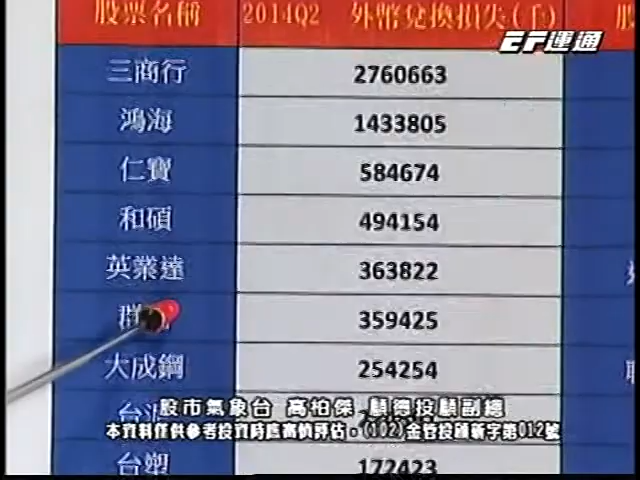 股票名稱 2014Q2 外幣兌換損失(千) 股
EF運通
三商行 2760663
鴻海 1433805
仁寶 584674
和碩 494154
英業達 363822
群 359425
大成鋼 254254
股市氣象台 高柏傑 顧德投顧副總
本資料僅供參考投資時應審慎評估。(102)金管投顧新字第012號
台塑 172423